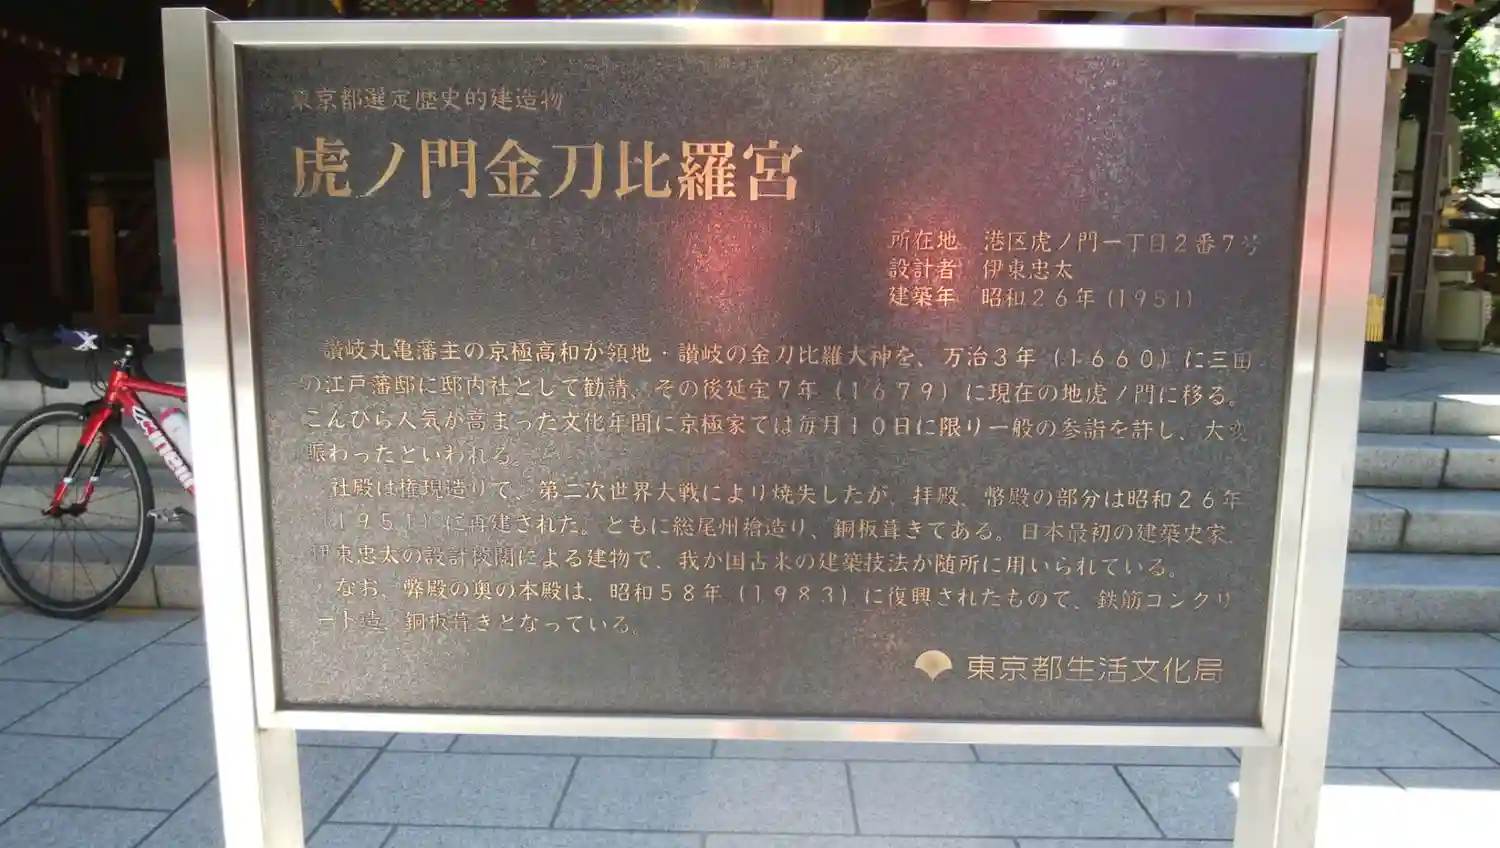 東京都選定歴史的建造物
虎ノ門金刀比羅宮
所在地 港区虎ノ門一丁目2番7号
設計者 伊東忠太
建築年 昭和26年(1951)
讃岐丸亀藩主の京極高和が領地・讃岐の金刀比羅大神を、万治3年(1660)に三田
の江戸藩邸に邸内社として勧請、その後延宝7年(1679)に現在の地虎ノ門に移る。
こんぴら人気が高まった文化年間に京極家では毎月10日に限り一般の参詣を許し、大変
賑わったといわれる。
社殿は権現造りで、第二次世界大戦により焼失したが、拝殿、幣殿の部分は昭和26年
(1951)に再建された。ともに総尾州檜造り、銅板葺きである。日本最初の建築史家、
伊東忠太の設計校閲による建物で、我が国古来の建築技法が随所に用いられている。
なお、幣殿の奥の本殿は、昭和58年(1983)に復興されたもので、鉄筋コンクリ
ート造、銅板葺きとなっている。
東京都生活文化局
cinelli